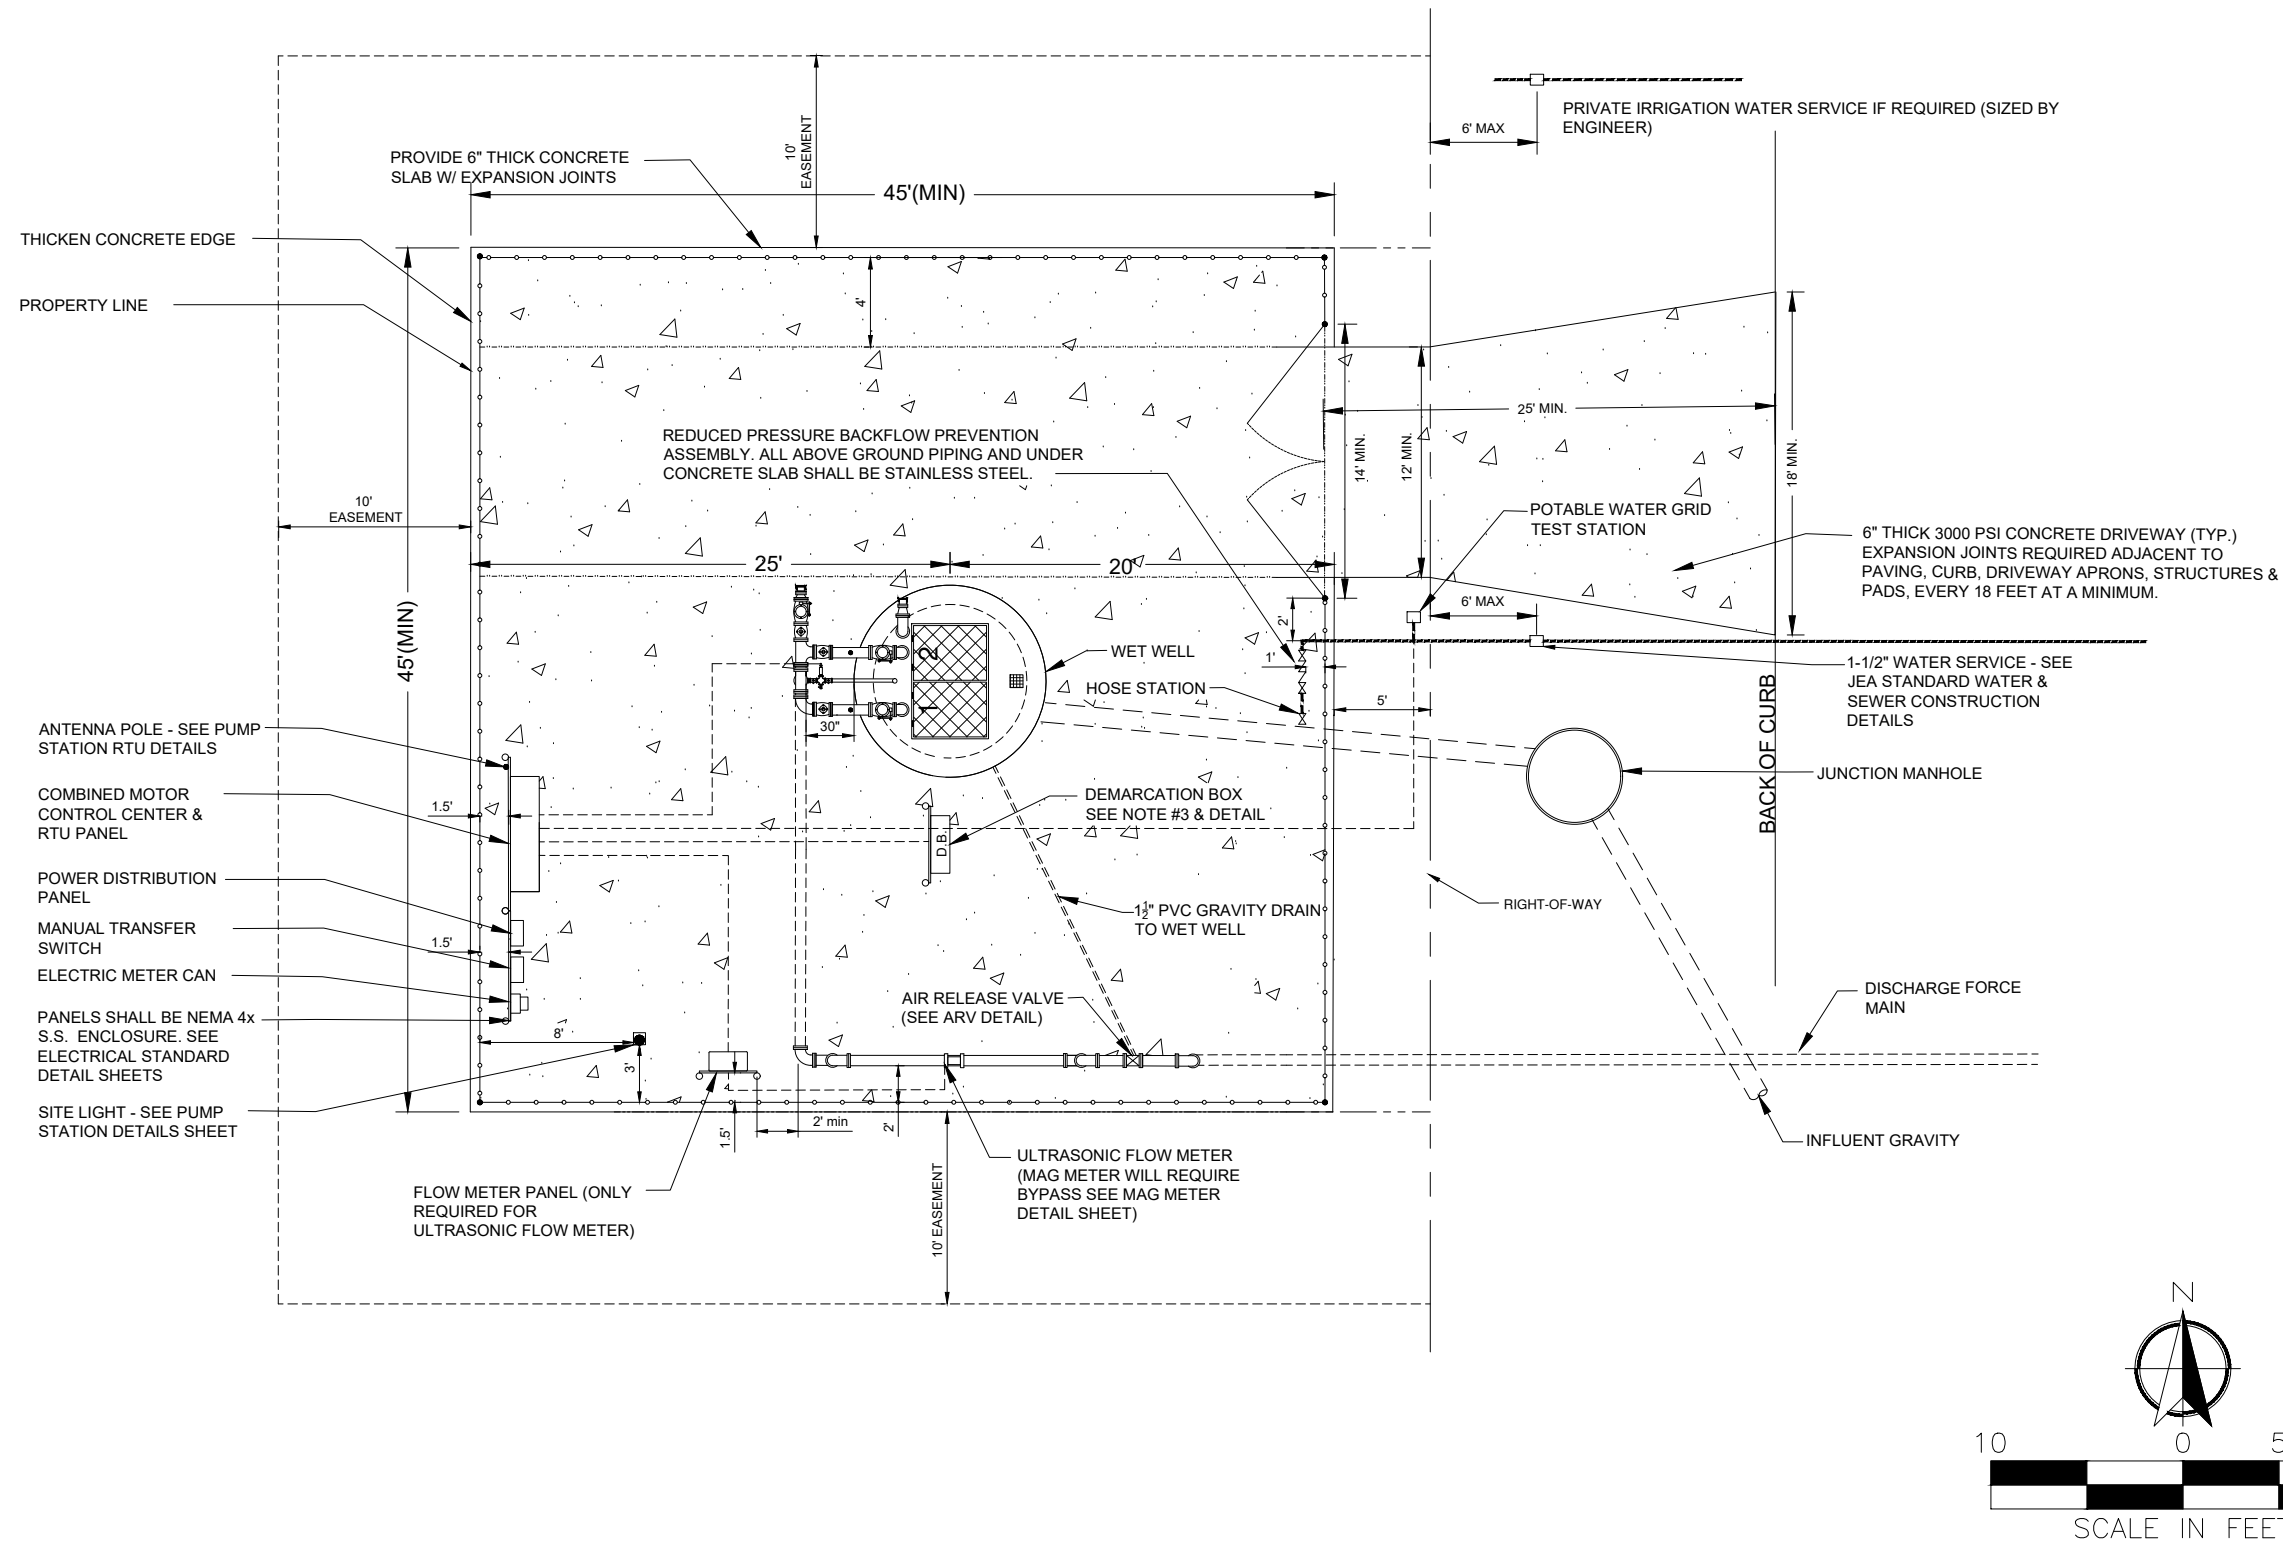 PRIVATE IRRIGATION WATER SERVICE IF REQUIRED (SIZED BY
ENGINEER)
6' MAX
10'
EASEMENT
PROVIDE 6" THICK CONCRETE
SLAB W/ EXPANSION JOINTS
45'(MIN)
THICKEN CONCRETE EDGE
PROPERTY LINE
4'
25' MIN.
REDUCED PRESSURE BACKFLOW PREVENTION
ASSEMBLY. ALL ABOVE GROUND PIPING AND UNDER
CONCRETE SLAB SHALL BE STAINLESS STEEL.
14' MIN.
12' MIN.
18' MIN.
10'
EASEMENT
POTABLE WATER GRID
TEST STATION
6" THICK 3000 PSI CONCRETE DRIVEWAY (TYP.)
EXPANSION JOINTS REQUIRED ADJACENT TO
PAVING, CURB, DRIVEWAY APRONS, STRUCTURES &
PADS, EVERY 18 FEET AT A MINIMUM.
25'
20'
45'(MIN)
6' MAX
2'
1'
2
1
WET WELL
HOSE STATION
5'
30"
1-1/2" WATER SERVICE - SEE
JEA STANDARD WATER &
SEWER CONSTRUCTION
DETAILS
BACK OF CURB
JUNCTION MANHOLE
ANTENNA POLE - SEE PUMP
STATION RTU DETAILS
COMBINED MOTOR
CONTROL CENTER &
RTU PANEL
1.5'
DEMARCATION BOX
SEE NOTE #3 & DETAIL
D.B.
POWER DISTRIBUTION
PANEL
MANUAL TRANSFER
SWITCH
1.5'
ELECTRIC METER CAN
1½" PVC GRAVITY DRAIN
TO WET WELL
RIGHT-OF-WAY
AIR RELEASE VALVE
(SEE ARV DETAIL)
DISCHARGE FORCE
MAIN
PANELS SHALL BE NEMA 4x
S.S. ENCLOSURE. SEE
ELECTRICAL STANDARD
DETAIL SHEETS
8'
3'
SITE LIGHT - SEE PUMP
STATION DETAILS SHEET
1.5'
2' min
2'
INFLUENT GRAVITY
ULTRASONIC FLOW METER
(MAG METER WILL REQUIRE
BYPASS SEE MAG METER
DETAIL SHEET)
FLOW METER PANEL (ONLY
REQUIRED FOR
ULTRASONIC FLOW METER)
10' EASEMENT
N
10 0 5
SCALE IN FEET